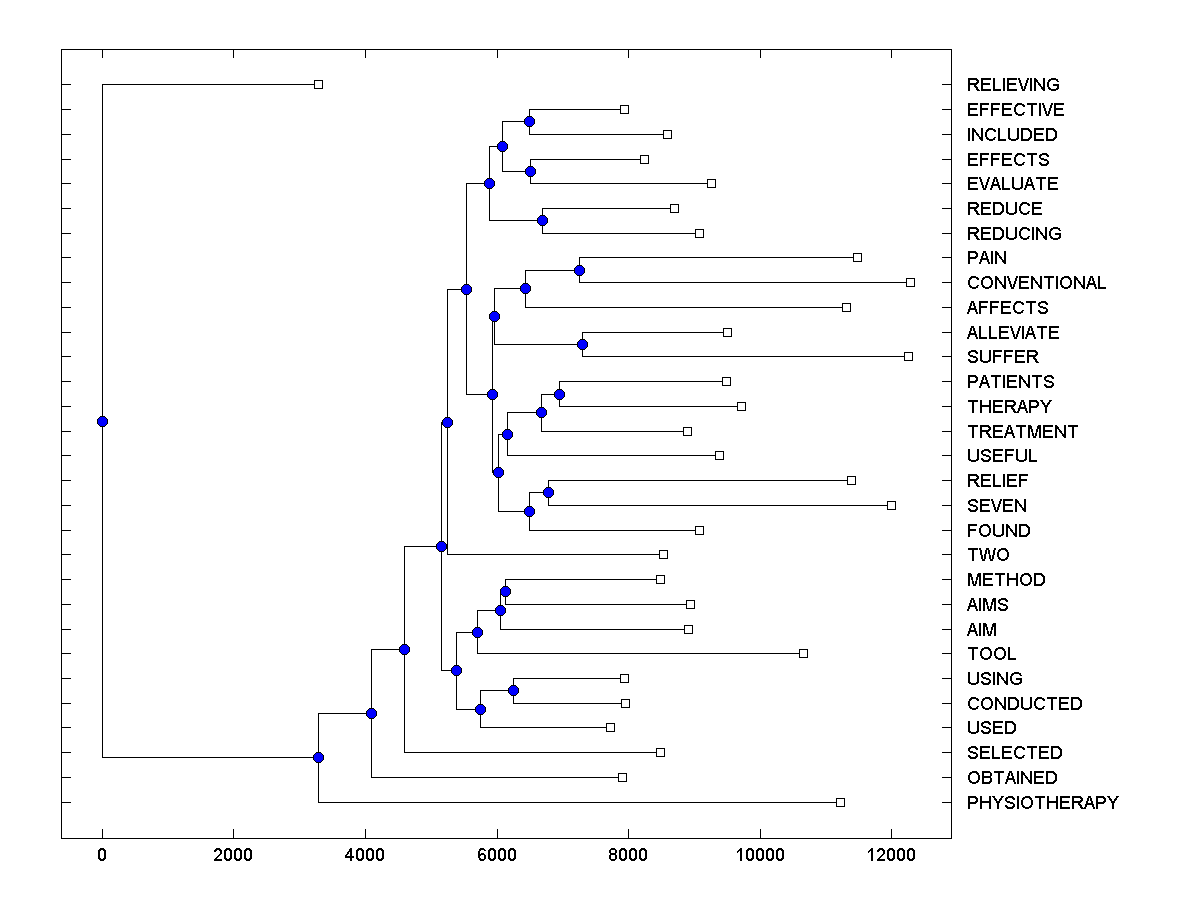 RELIEVING
EFFECTIVE
INCLUDED
EFFECTS
EVALUATE
REDUCE
REDUCING
PAIN
CONVENTIONAL
AFFECTS
ALLEVIATE
SUFFER
PATIENTS
THERAPY
TREATMENT
USEFUL
RELIEF
SEVEN
FOUND
TWO
METHOD
AIMS
AIM
TOOL
USING
CONDUCTED
USED
SELECTED
OBTAINED
PHYSIOTHERAPY
0 2000 4000 6000 8000 10000 12000